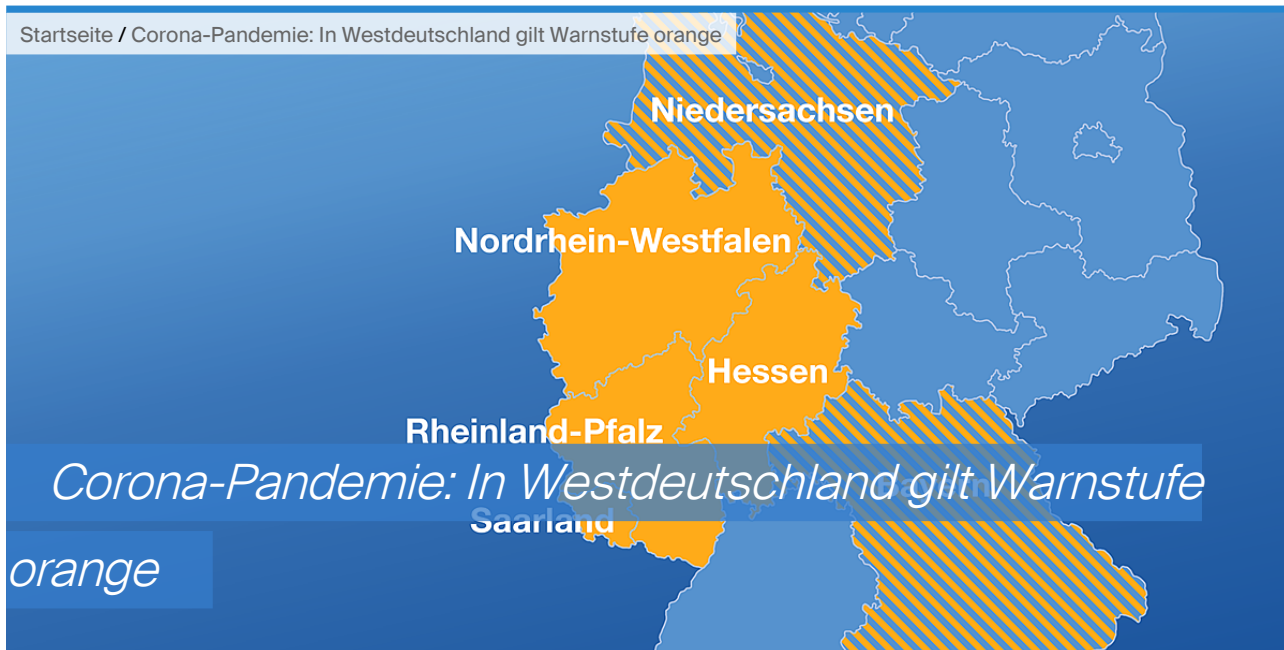 Startseite / Corona-Pandemie: In Westdeutschland gilt Warnstufe orange
Niedersachsen
Nordrhein-Westfalen
Hessen
Rheinland-Pfalz
Corona-Pandemie: In Westdeutschland gilt Warnstufe
Bayern
Saarland
orange